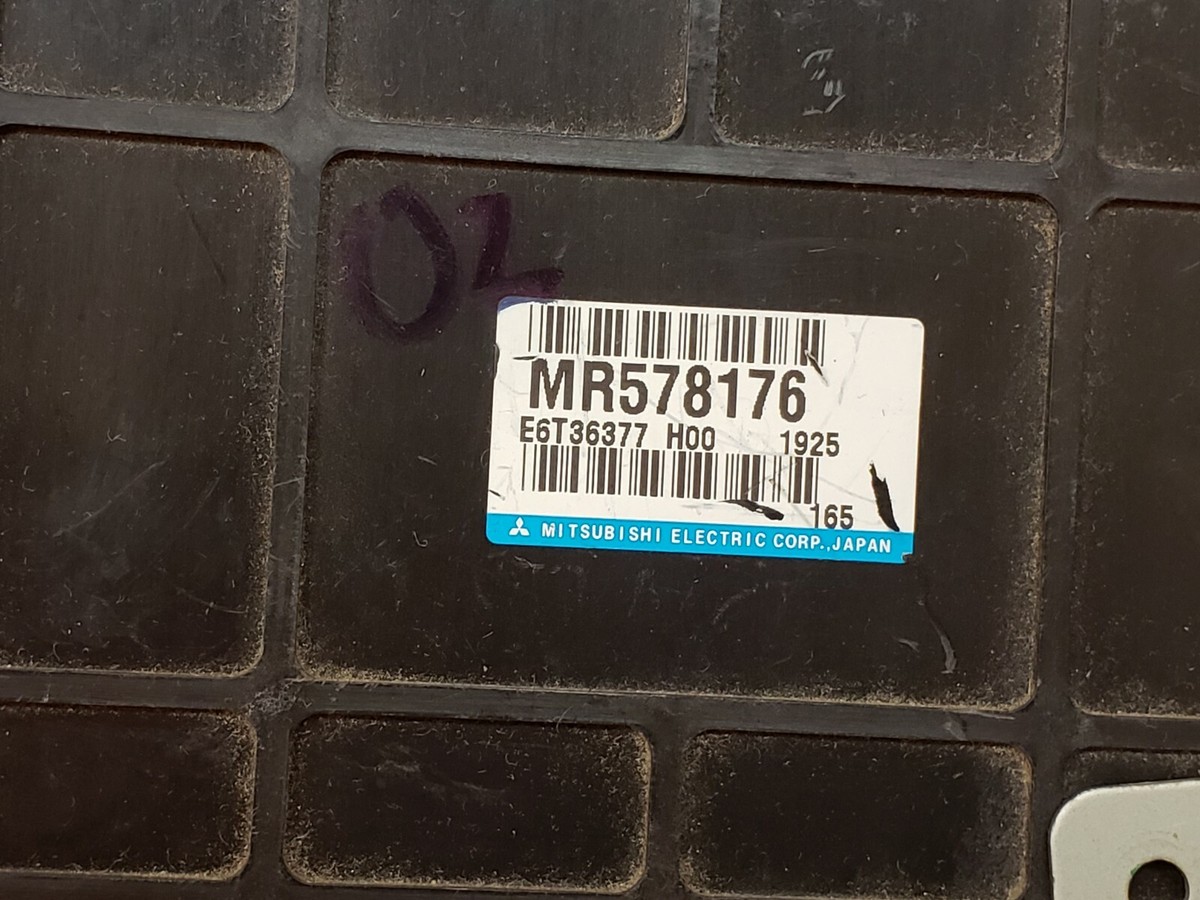 02
MR578176
E6T36377 H00 1925
165
MITSUBISHI ELECTRIC CORP.,JAPAN